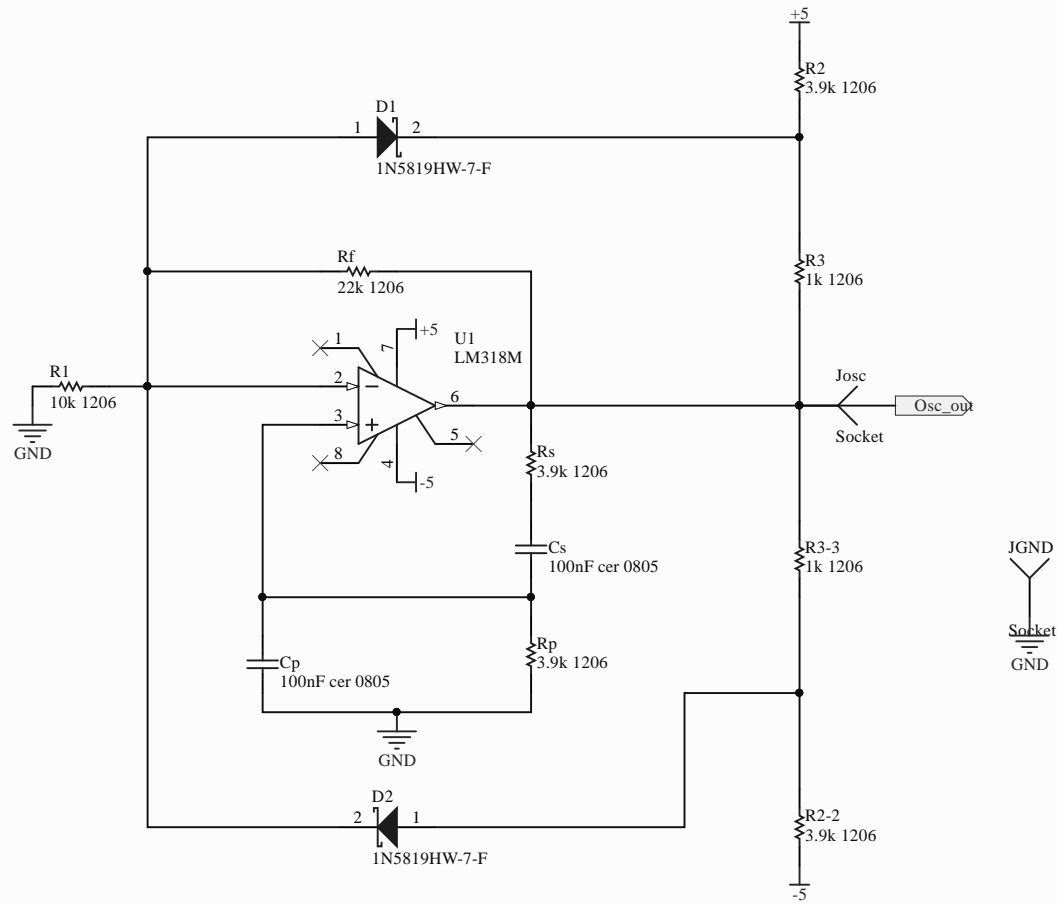 +5
R2
3.9k 1206
D1
1 2
1N5819HW-7-F
Rf
22k 1206
R3
1k 1206
1
7
+5
U1
LM318M
R1
10k 1206
GND
2
3
6
8
4
5
-5
Josc
Osc_out
Socket
Rs
3.9k 1206
Cs
100nF cer 0805
R3-3
1k 1206
JGND
Socket
GND
Cp
100nF cer 0805
Rp
3.9k 1206
GND
D2
2 1
1N5819HW-7-F
R2-2
3.9k 1206
-5